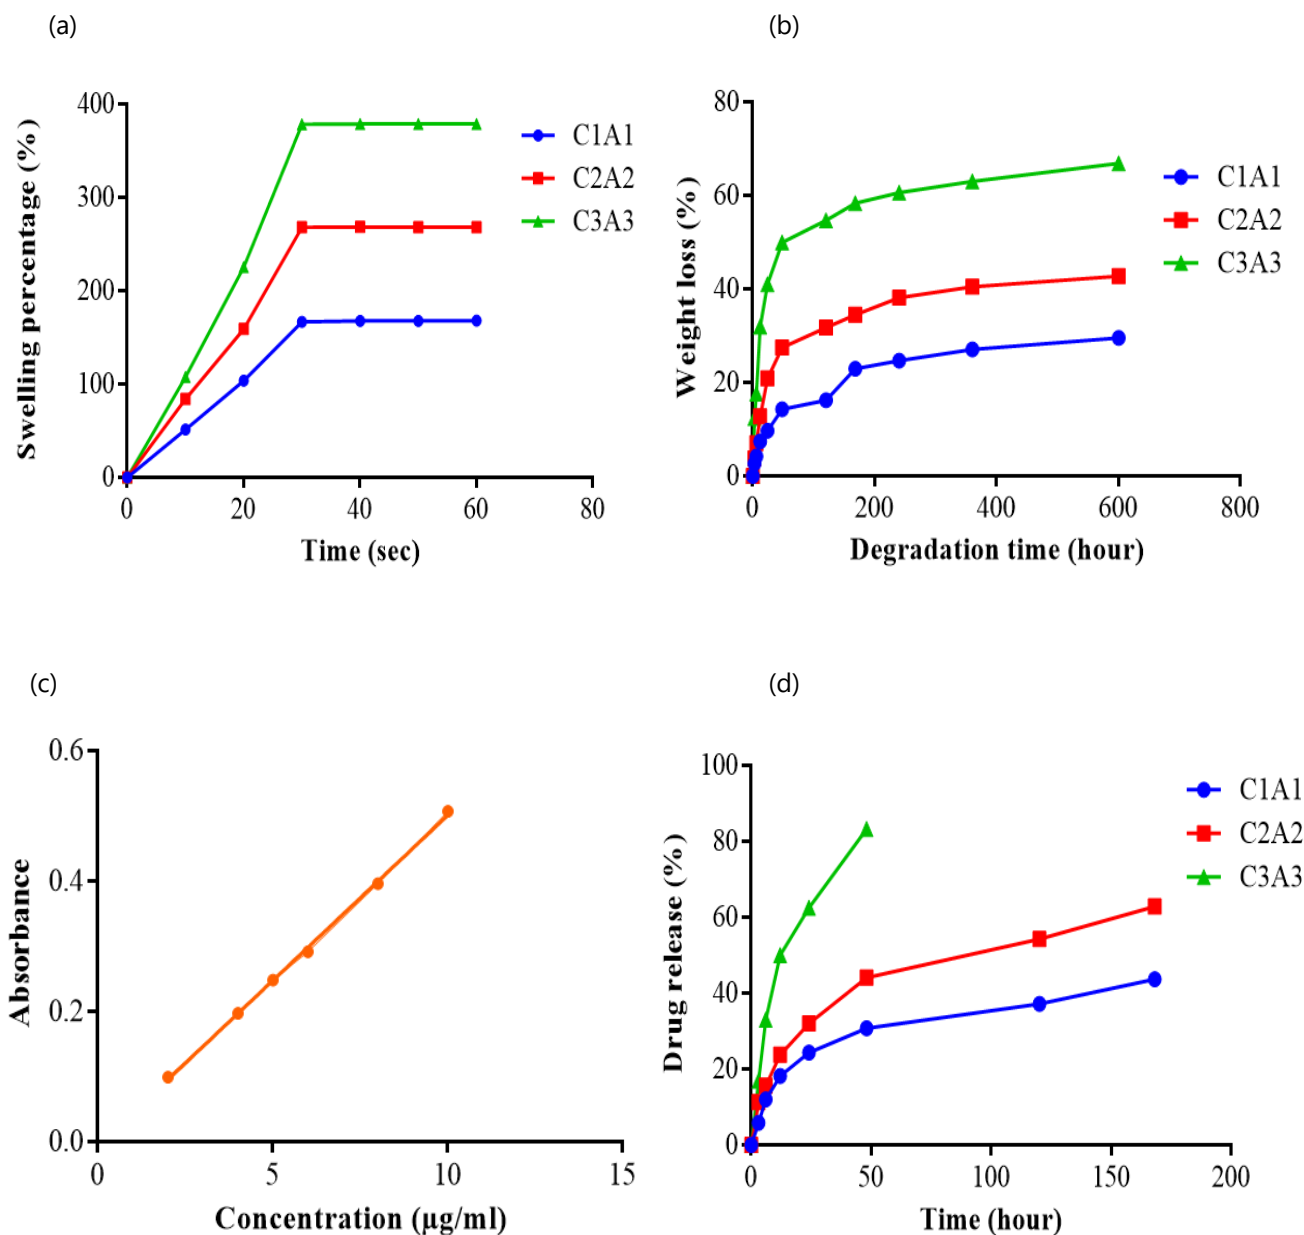 (a)
Swelling percentage (%)
400
300
200
100
0
0 20 40 60 80
Time (sec)
C1A1
C2A2
C3A3
(b)
Weight loss (%)
80
60
40
20
0
0 200 400 600 800
Degradation time (hour)
C1A1
C2A2
C3A3
(c)
Absorbance
0.6
0.4
0.2
0.0
0 5 10 15
Concentration (µg/ml)
(d)
Drug release (%)
100
80
60
40
20
0
0 50 100 150 200
Time (hour)
C1A1
C2A2
C3A3